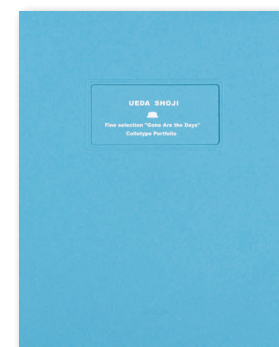 UEDA SHOJI
Fine selection "Gone Are the Days"
Collotype Portfolio